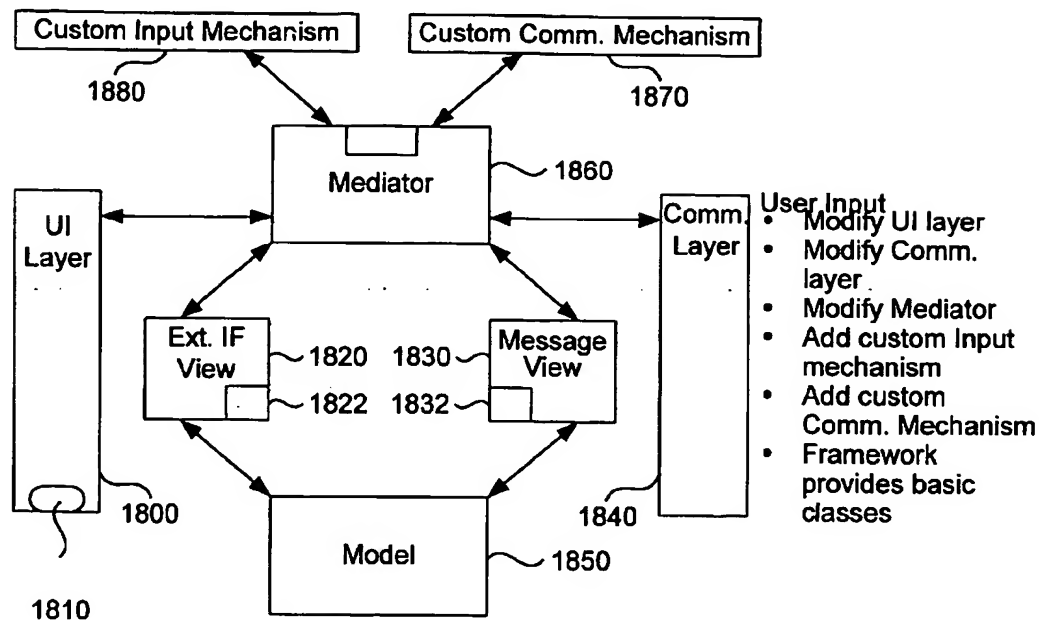 Custom Input Mechanism
Custom Comm. Mechanism
1880
1870
Mediator
1860
UI
Layer
Comm.
Layer
User Input
• Modify UI layer
• Modify Comm.
layer
• Modify Mediator
• Add custom Input
mechanism
• Add custom
Comm. Mechanism
• Framework
provides basic
classes
Ext. IF
View
1820
1822
1830
1832
Message
View
1800
1840
1810
Model
1850